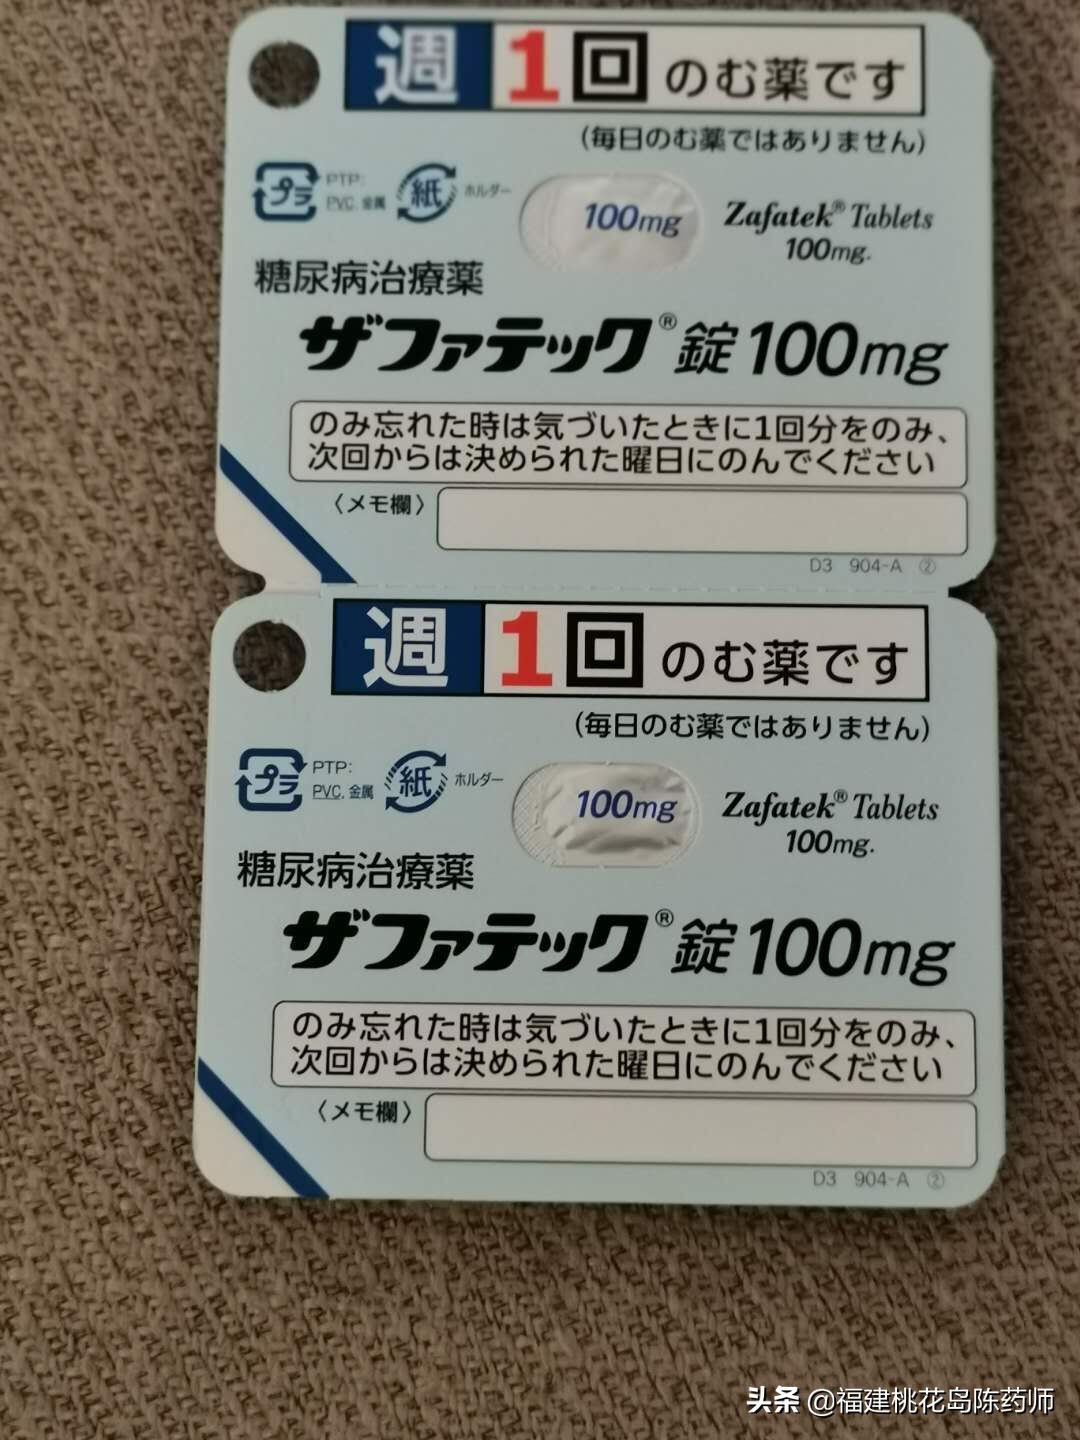 週1回のむ薬です
(毎日のむ薬ではありません)
プラ PTP: PVC, 金属 紙 ホルダー
100mg
Zafatek® Tablets
100mg.
糖尿病治療薬
ザファテック®錠100mg
のみ忘れた時は気づいたときに1回分をのみ、
次回からは決められた曜日にのんでください
〈メモ欄〉
D3 904-A ②
週1回のむ薬です
(毎日のむ薬ではありません)
プラ PTP: PVC, 金属 紙 ホルダー
100mg
Zafatek® Tablets
100mg.
糖尿病治療薬
ザファテック®錠100mg
のみ忘れた時は気づいたときに1回分をのみ、
次回からは決められた曜日にのんでください
〈メモ欄〉
D3 904-A ②
头条 @福建桃花岛陈药师